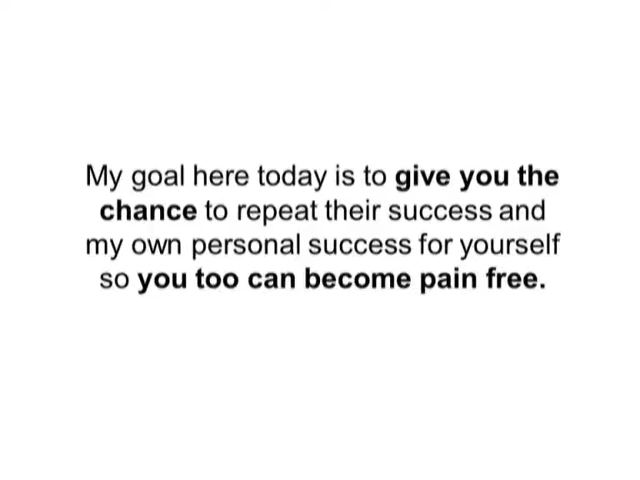 My goal here today is to give you the
chance to repeat their success and
my own personal success for yourself
so you too can become pain free.